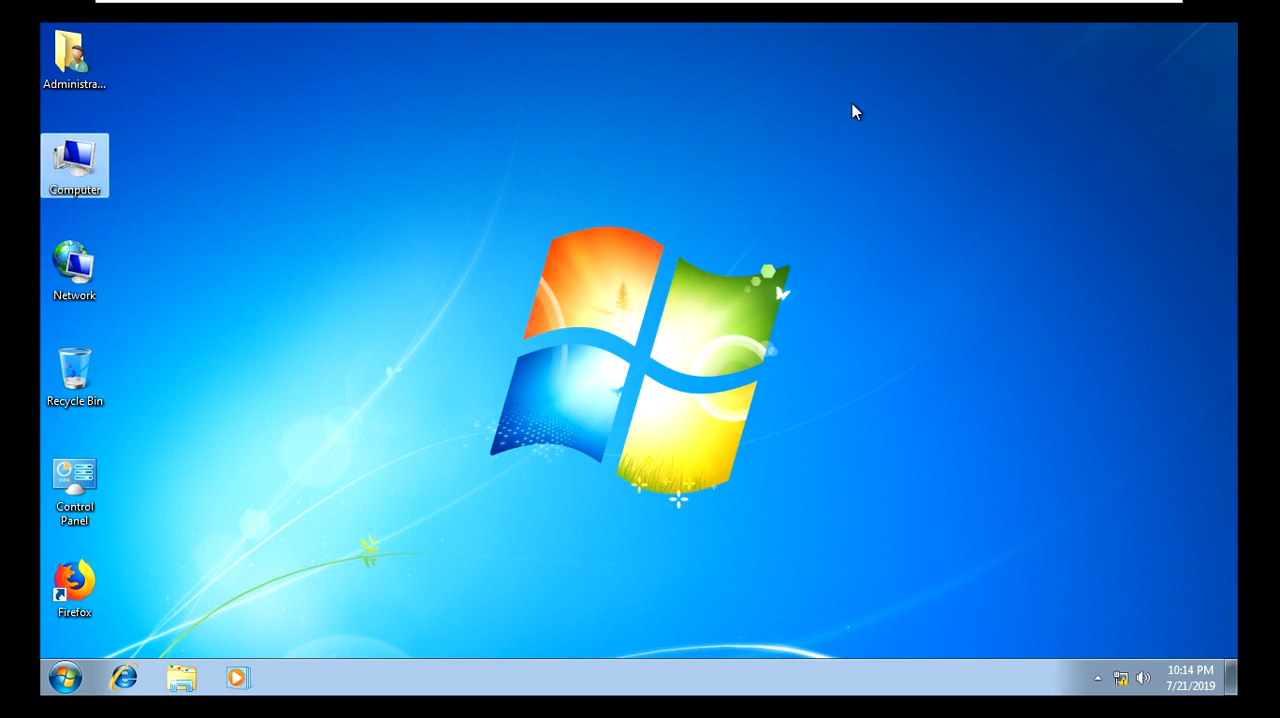 Administra...
Computer
Network
Recycle Bin
Control
Panel
Firefox
10:14 PM
7/21/2019